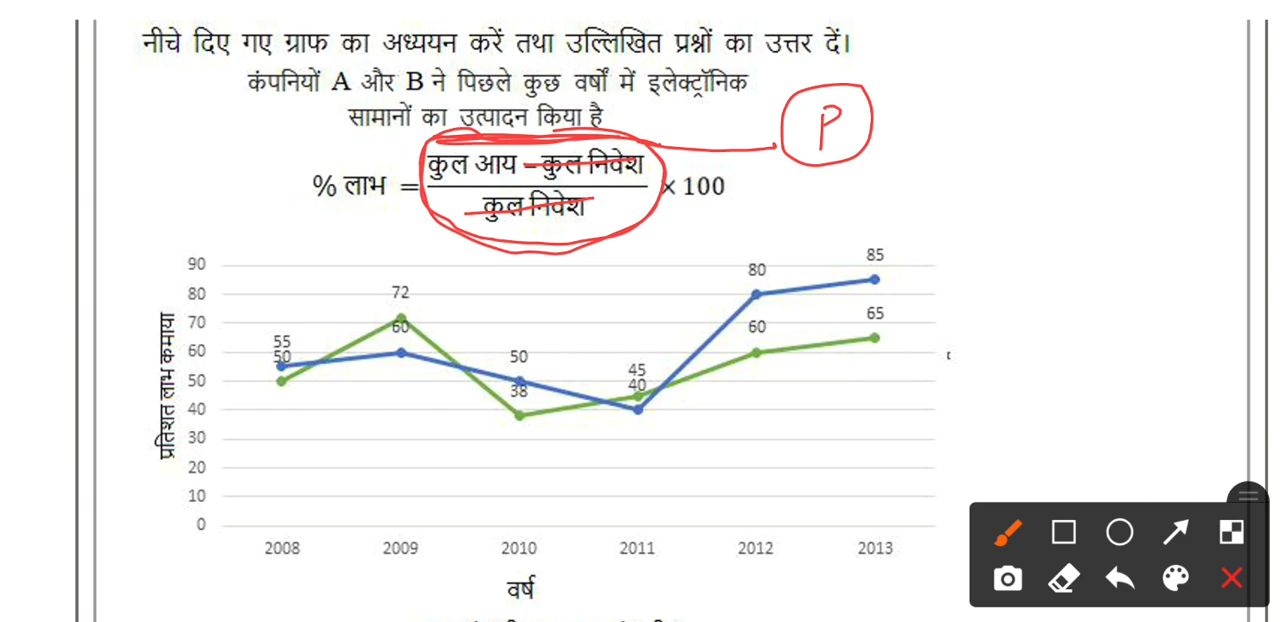 नीचे दिए गए ग्राफ का अध्ययन करें तथा उल्लिखित प्रश्नों का उत्तर दें।
कंपनियों A और B ने पिछले कुछ वर्षों में इलेक्ट्रॉनिक
सामानों का उत्पादन किया है
P
कुल आय – कुल निवेश
% लाभ = × 100
कुल निवेश
प्रतिशत लाभ कमाया
90
80
70
60
50
40
30
20
10
0
55
50
72
60
50
38
45
40
80
60
85
65
2008 2009 2010 2011 2012 2013
वर्ष